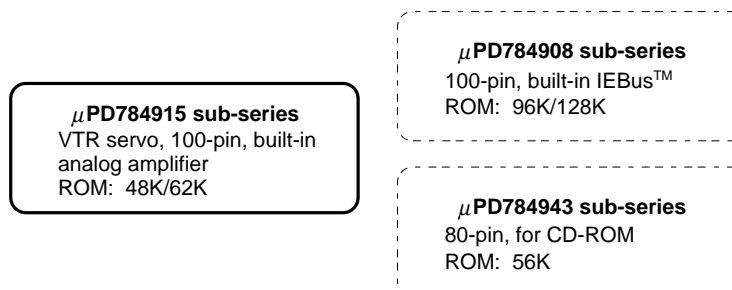 μPD784915 sub-series
VTR servo, 100-pin, built-in
analog amplifier
ROM: 48K/62K
μPD784908 sub-series
100-pin, built-in IEBus™
ROM: 96K/128K
μPD784943 sub-series
80-pin, for CD-ROM
ROM: 56K